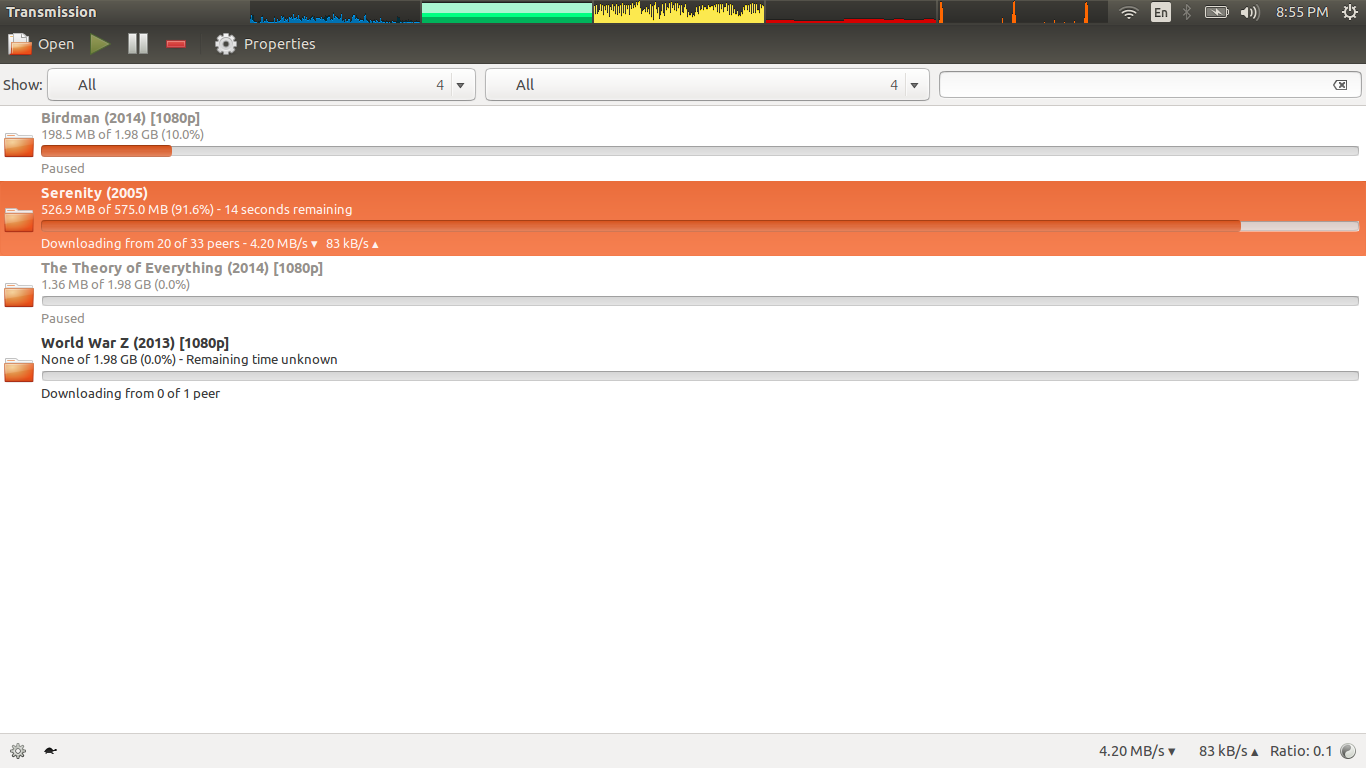 Transmission En 8:55 PM
Open Properties
Show: All 4 All 4
Birdman (2014) [1080p]
198.5 MB of 1.98 GB (10.0%)
Paused
Serenity (2005)
526.9 MB of 575.0 MB (91.6%) - 14 seconds remaining
Downloading from 20 of 33 peers - 4.20 MB/s ▾ 83 kB/s ▴
The Theory of Everything (2014) [1080p]
1.36 MB of 1.98 GB (0.0%)
Paused
World War Z (2013) [1080p]
None of 1.98 GB (0.0%) - Remaining time unknown
Downloading from 0 of 1 peer
4.20 MB/s ▾ 83 kB/s ▴ Ratio: 0.1